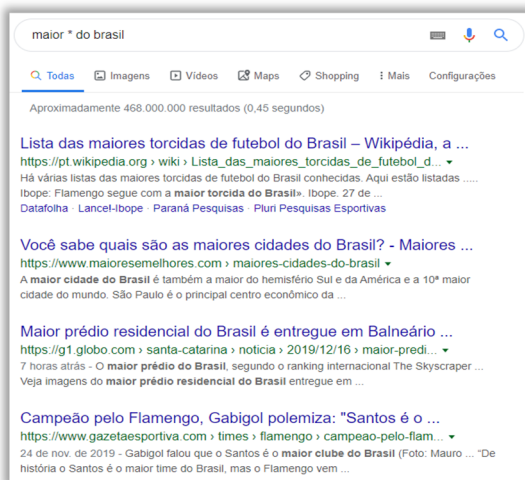 maior * do brasil
Todas Imagens Vídeos Maps Shopping Mais Configurações
Aproximadamente 468.000.000 resultados (0,45 segundos)
Lista das maiores torcidas de futebol do Brasil – Wikipédia, a ...
https://pt.wikipedia.org › wiki › Lista_das_maiores_torcidas_de_futebol_d...
Há várias listas das maiores torcidas de futebol do Brasil conhecidas. Aqui estão listadas .....
Ibope: Flamengo segue com a maior torcida do Brasil». Ibope. 27 de ...
Datafolha · Lance!-Ibope · Paraná Pesquisas · Pluri Pesquisas Esportivas
Você sabe quais são as maiores cidades do Brasil? - Maiores ...
https://www.maioresemelhores.com › maiores-cidades-do-brasil
A maior cidade do Brasil é também a maior do hemisfério Sul e da América e a 10ª maior
cidade do mundo. São Paulo é o principal centro econômico da ...
Maior prédio residencial do Brasil é entregue em Balneário ...
https://g1.globo.com › santa-catarina › noticia › 2019/12/16 › maior-predi...
7 horas atrás - O maior prédio do Brasil, segundo o ranking internacional The Skyscraper ...
Veja imagens do maior prédio residencial do Brasil entregue em ...
Campeão pelo Flamengo, Gabigol polemiza: "Santos é o ...
https://www.gazetaesportiva.com › times › flamengo › campeao-pelo-flam...
24 de nov. de 2019 - Gabigol falou que o Santos é o maior clube do Brasil (Foto: Mauro ... "De
história o Santos é o maior time do Brasil, mas o Flamengo vem ...